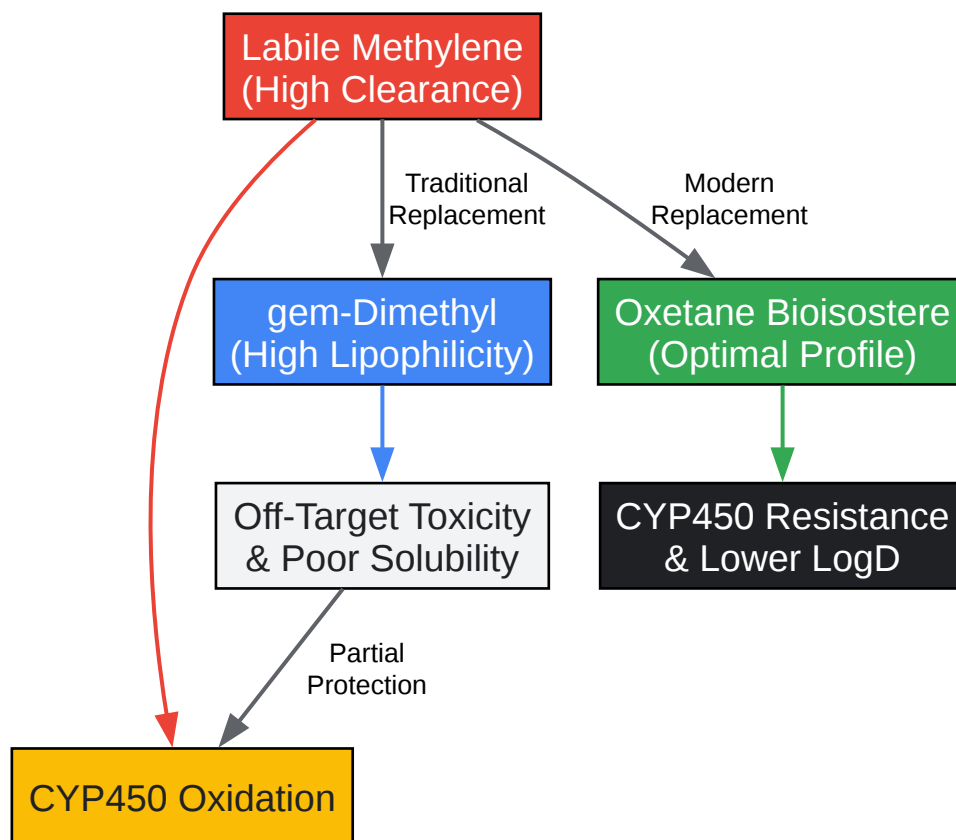 Labile Methylene
(High Clearance)
Traditional
Replacement
Modern
Replacement
gem-Dimethyl
(High Lipophilicity)
Oxetane Bioisostere
(Optimal Profile)
Off-Target Toxicity
& Poor Solubility
CYP450 Resistance
& Lower LogD
Partial
Protection
CYP450 Oxidation